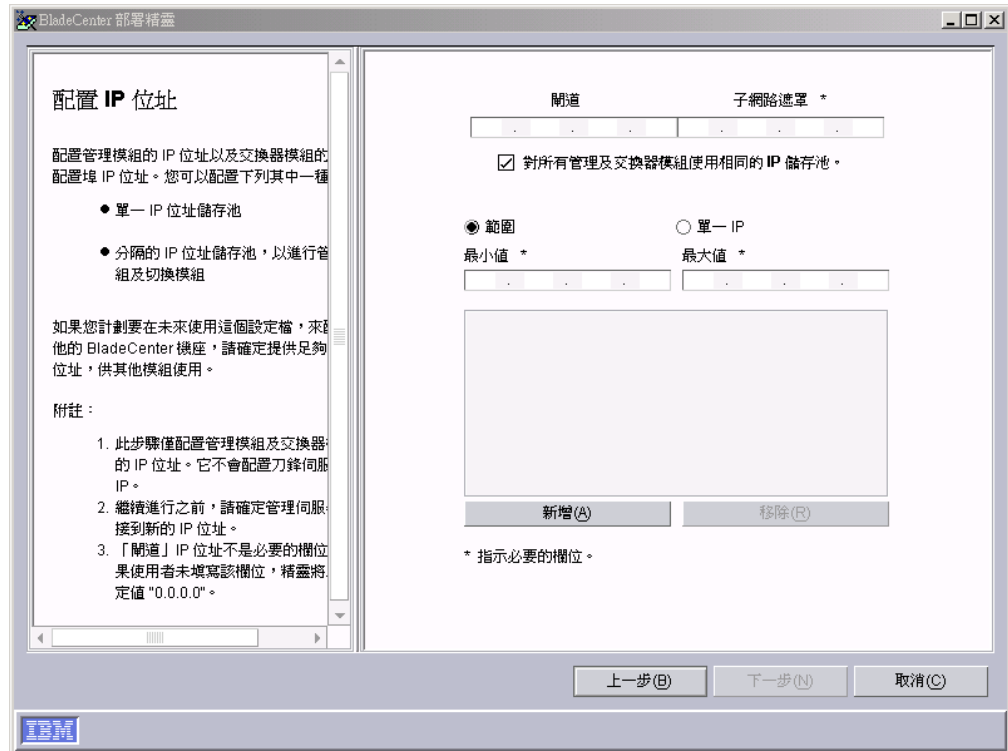 BladeCenter 部署精靈
配置 IP 位址
配置管理模組的 IP 位址以及交換器模組的
配置埠 IP 位址。您可以配置下列其中一種
● 單一 IP 位址儲存池
● 分隔的 IP 位址儲存池,以進行管
組及切換模組
如果您計劃要在未來使用這個設定檔,來
他的 BladeCenter 機座,請確定提供足夠
位址,供其他模組使用。
附註:
1. 此步驟僅配置管理模組及交換器
的 IP 位址。它不會配置刀鋒伺服
IP。
2. 繼續進行之前,請確定管理伺服
接到新的 IP 位址。
3. 「閘道」IP 位址不是必要的欄位
果使用者未填寫該欄位,精靈將
定值 "0.0.0.0"。
閘道 子網路遮罩 *
對所有管理及交換器模組使用相同的 IP 儲存池。
範圍 單一 IP
最小值 * 最大值 *
新增(A) 移除(R)
* 指示必要的欄位。
上一步(B) 下一步(N) 取消(C)
IBM